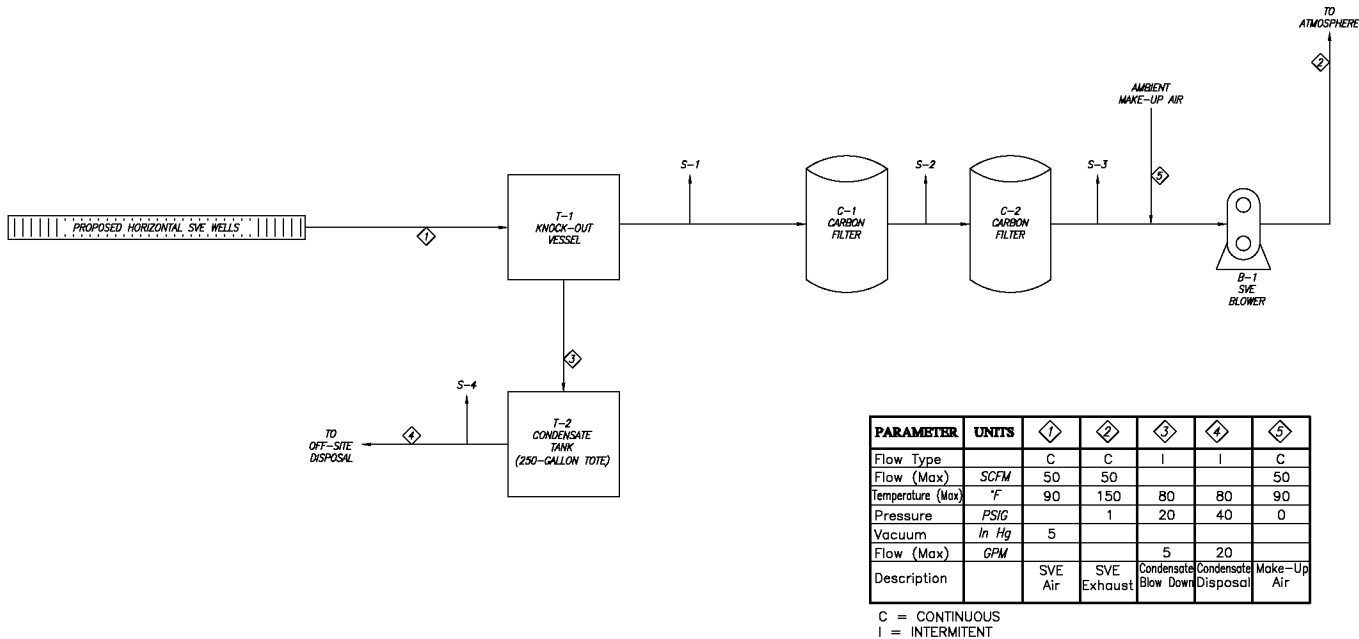 TO
ATMOSPHERE
2
AMBIENT
MAKE-UP AIR
S-1
S-2
S-3
5
T-1
KNOCK-OUT
VESSEL
C-1
CARBON
FILTER
C-2
CARBON
FILTER
PROPOSED HORIZONTAL SVE WELLS
1
B-1
SVE
BLOWER
3
S-4
T-2
CONDENSATE
TANK
(250-GALLON TOTE)
TO
OFF-SITE
DISPOSAL
4
PARAMETER UNITS 1 2 3 4 5
Flow Type C C I I C
Flow (Max) SCFM 50 50 50
Temperature (Max) °F 90 150 80 80 90
Pressure PSIG 1 20 40 0
Vacuum In Hg 5
Flow (Max) GPM 5 20
Description SVE Air SVE Exhaust Condensate Blow Down Condensate Disposal Make-Up Air
C = CONTINUOUS
I = INTERMITENT